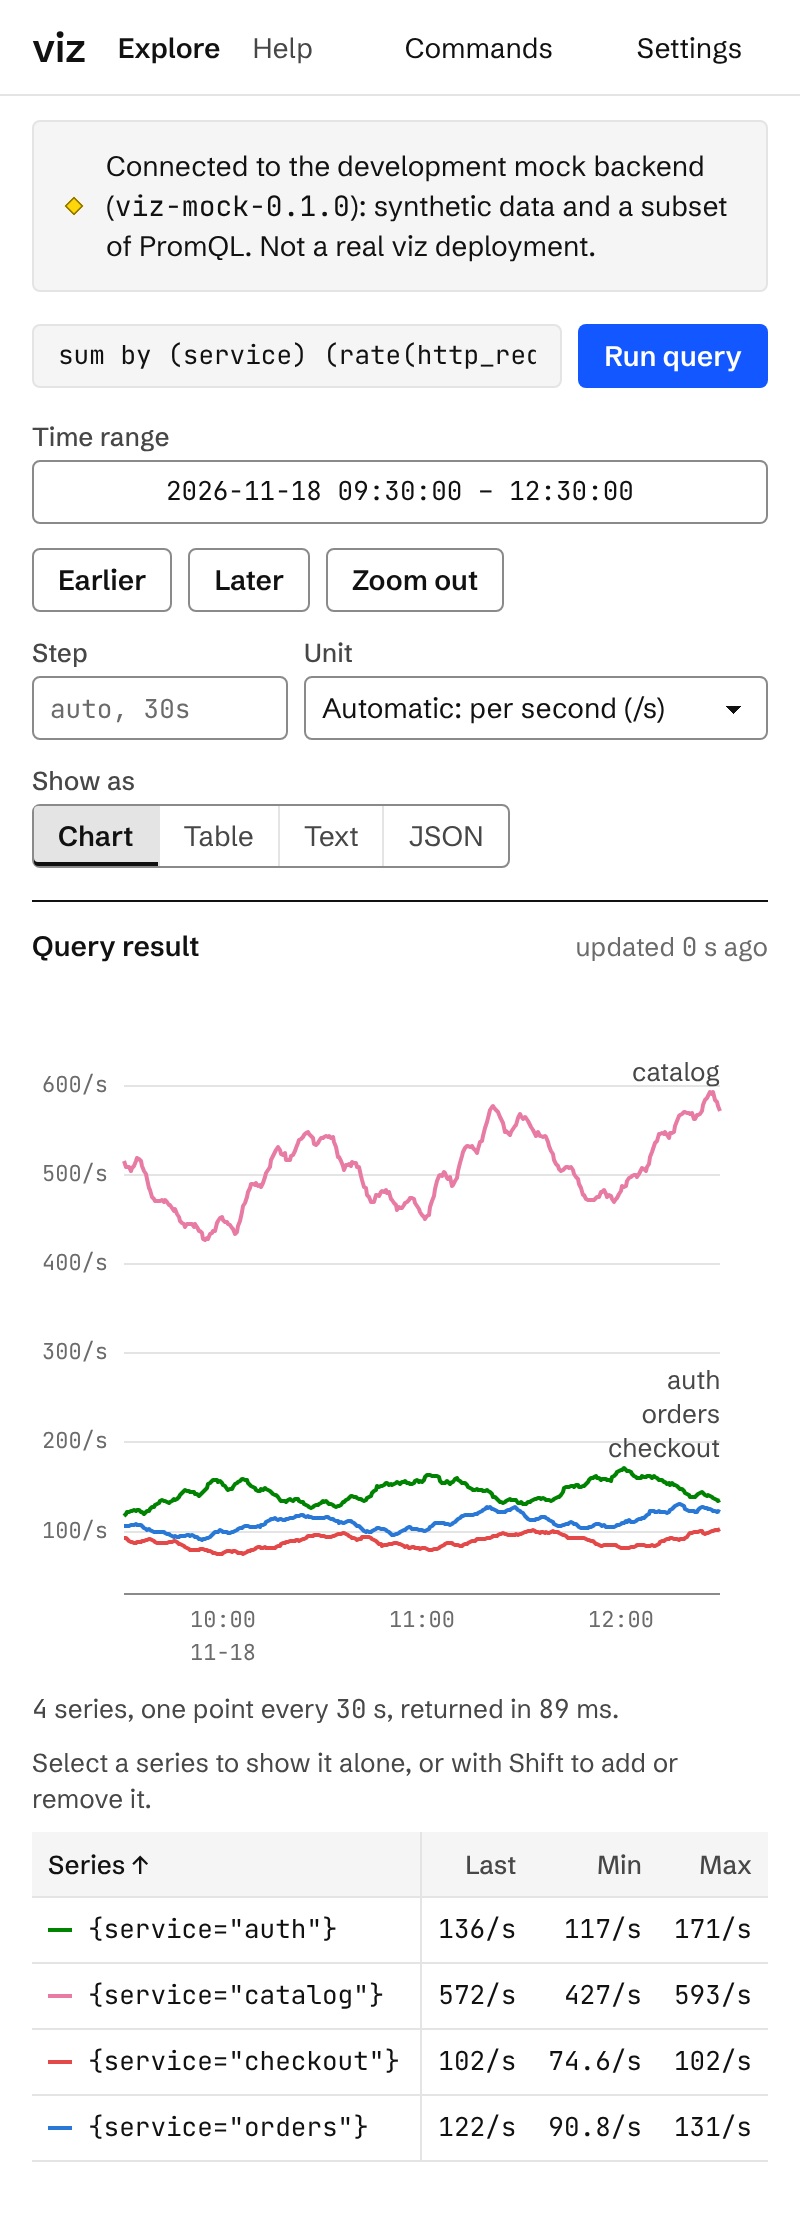 viz Explore Help Commands Settings
Connected to the development mock backend
(viz-mock-0.1.0): synthetic data and a subset
of PromQL. Not a real viz deployment.
sum by (service) (rate(http_rec Run query
Time range
2026-11-18 09:30:00 – 12:30:00
Earlier Later Zoom out
Step Unit
auto, 30s Automatic: per second (/s)
Show as
Chart Table Text JSON
Query result updated 0 s ago
catalog
600/s
500/s
400/s
300/s
auth
orders
200/s
checkout
100/s
10:00 11:00 12:00
11-18
4 series, one point every 30 s, returned in 89 ms.
Select a series to show it alone, or with Shift to add or
remove it.
Series ↑ Last Min Max
{service="auth"} 136/s 117/s 171/s
{service="catalog"} 572/s 427/s 593/s
{service="checkout"} 102/s 74.6/s 102/s
{service="orders"} 122/s 90.8/s 131/s